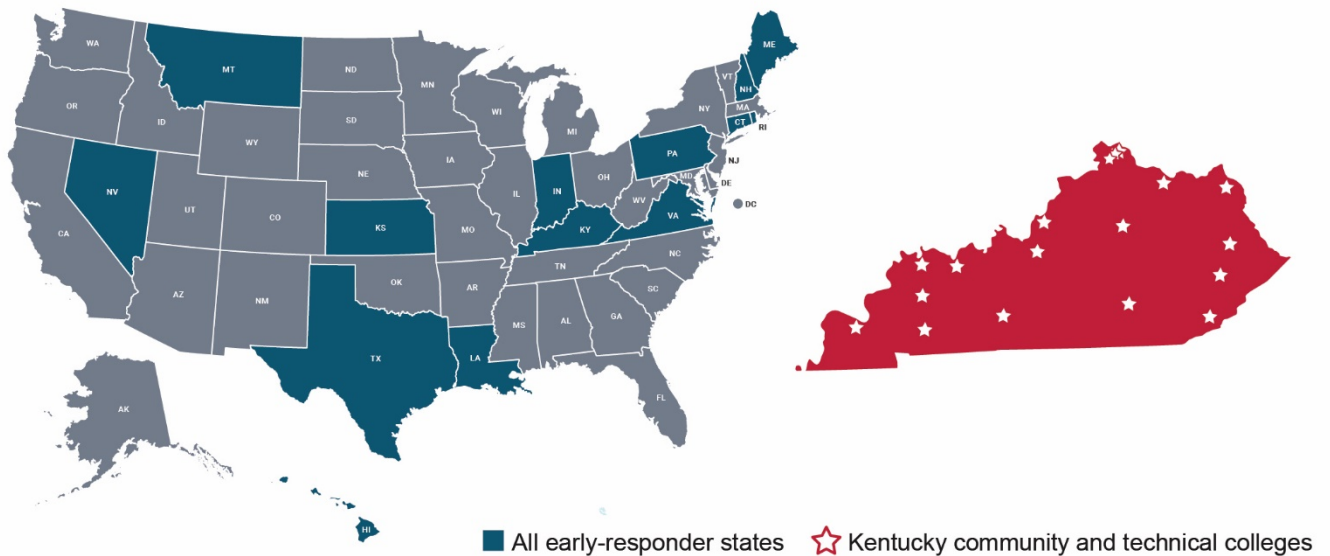 WA
MT
ND
MN
OR
ID
WY
SD
WI
MI
NY
VT
NH
ME
MA
CT
RI
NV
UT
CO
NE
IA
IL
IN
OH
PA
NJ
MD
DE
DC
WV
VA
CA
KS
MO
KY
AZ
NM
OK
AR
TN
NC
SC
TX
LA
MS
AL
GA
FL
AK
HI
All early-responder states
Kentucky community and technical colleges